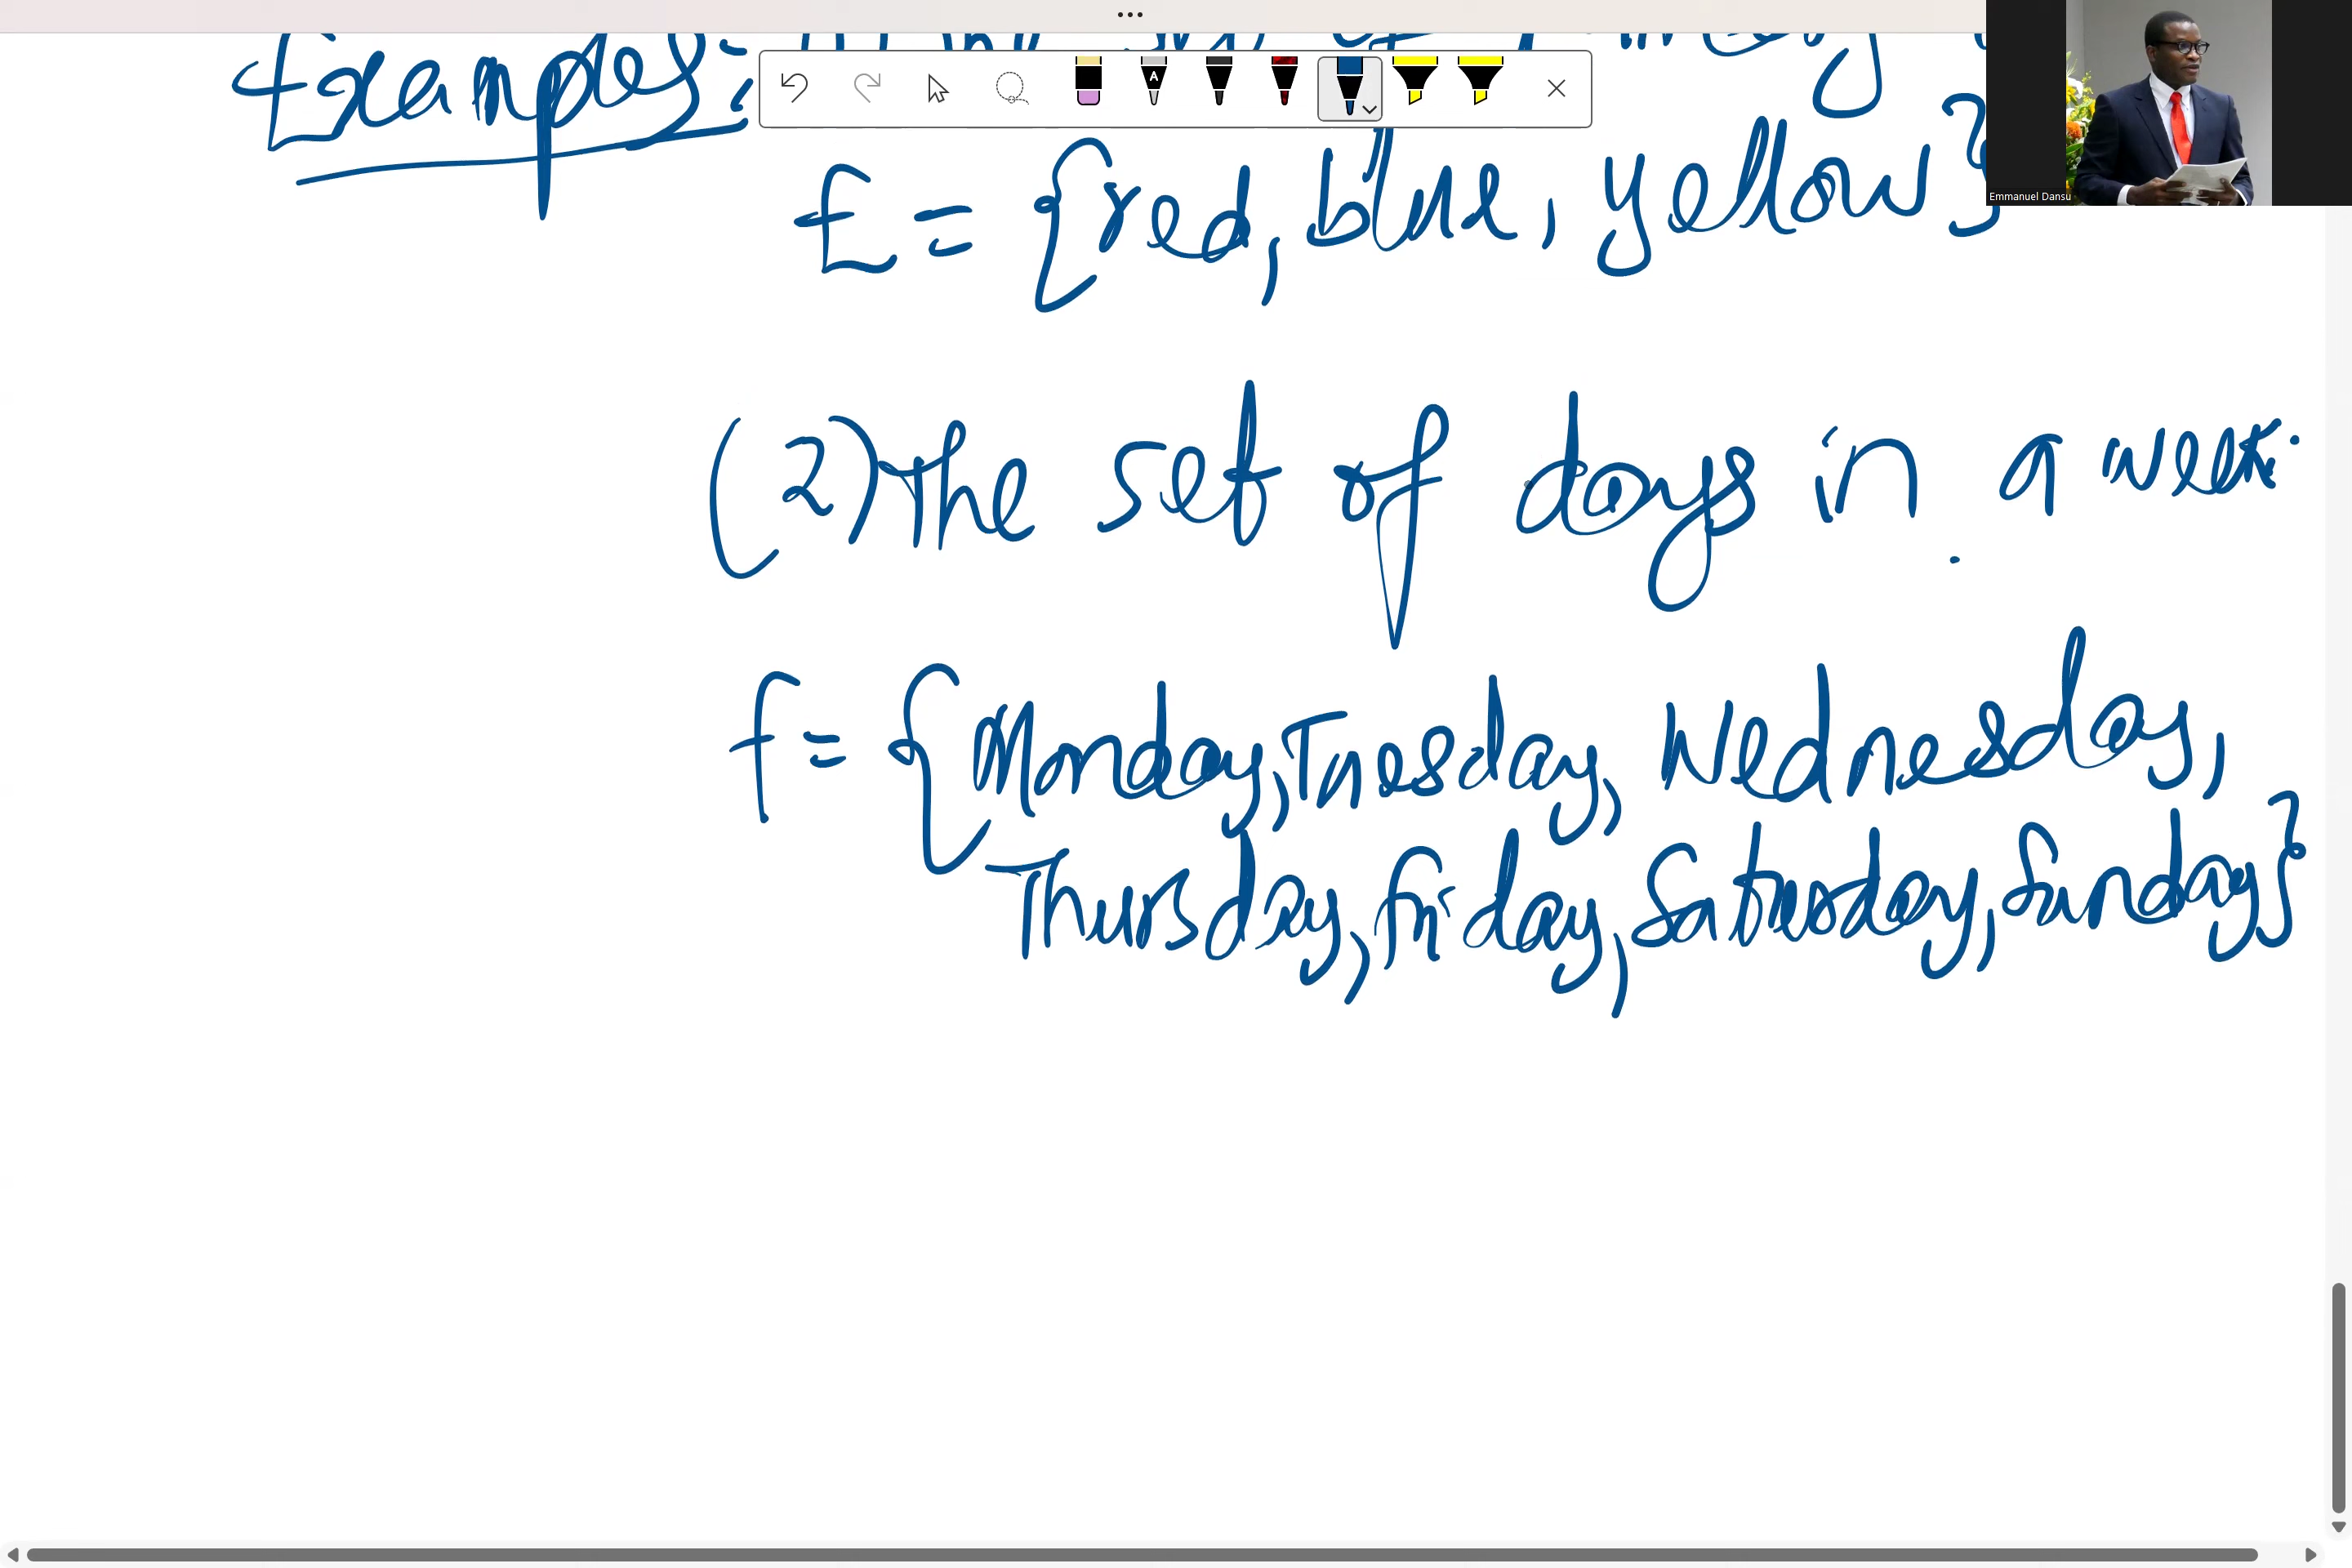 Examples:
E = {red, blue, yellow}
Emmanuel Dansu
(2) The set of days in a week.
F = {Monday, Tuesday, Wednesday,
Thursday, Friday, Saturday, Sunday}